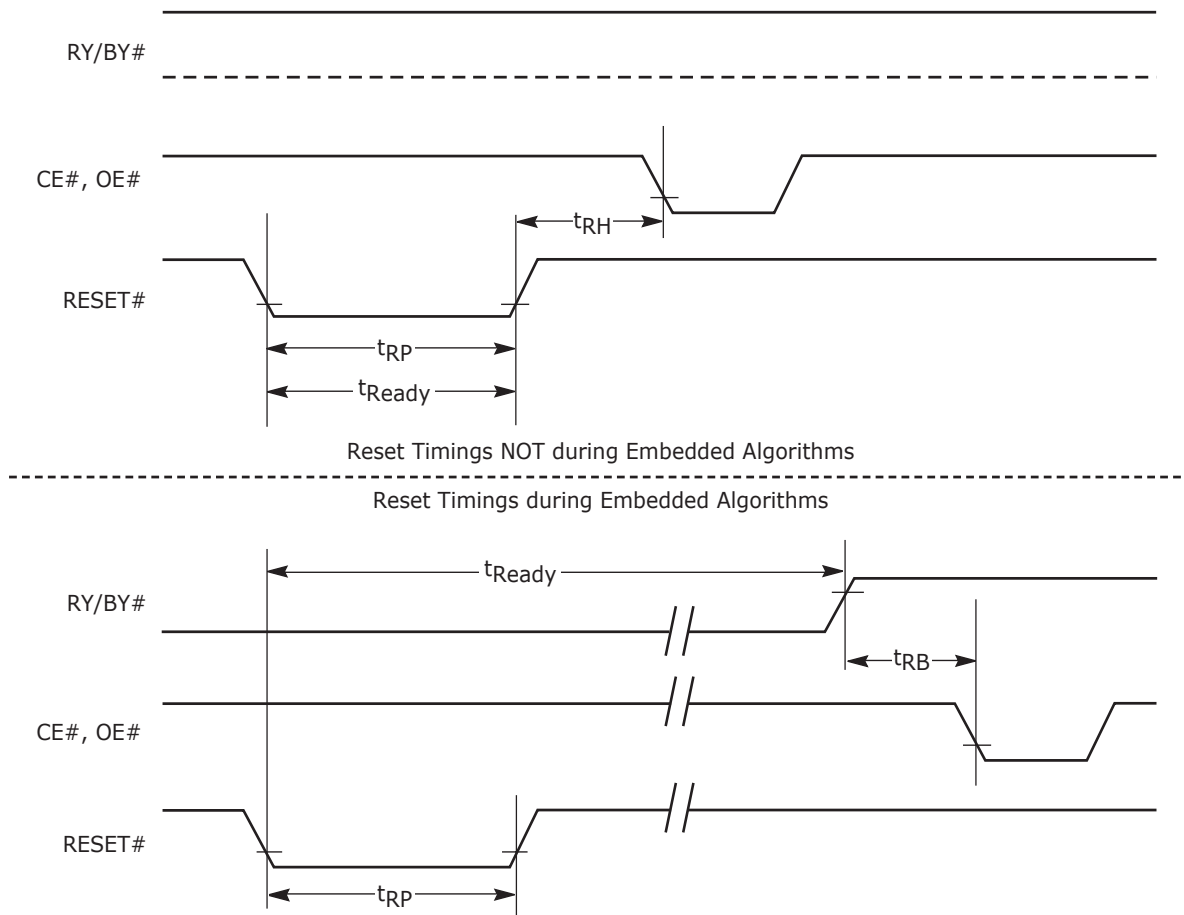 RY/BY#
CE#, OE#
tRH
RESET#
tRP
tReady
Reset Timings NOT during Embedded Algorithms
Reset Timings during Embedded Algorithms
tReady
RY/BY#
tRB
CE#, OE#
RESET#
tRP